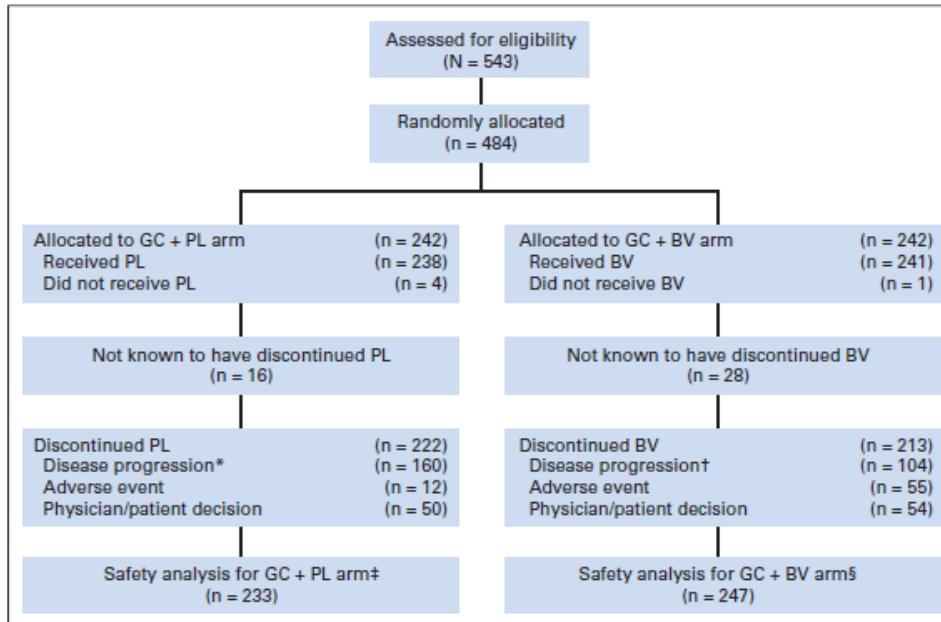 Assessed for eligibility
(N = 543)
Randomly allocated
(n = 484)
Allocated to GC + PL arm (n = 242)
Received PL (n = 238)
Did not receive PL (n = 4)
Not known to have discontinued PL
(n = 16)
Discontinued PL (n = 222)
Disease progression* (n = 160)
Adverse event (n = 12)
Physician/patient decision (n = 50)
Safety analysis for GC + PL arm‡
(n = 233)
Allocated to GC + BV arm (n = 242)
Received BV (n = 241)
Did not receive BV (n = 1)
Not known to have discontinued BV
(n = 28)
Discontinued BV (n = 213)
Disease progression† (n = 104)
Adverse event (n = 55)
Physician/patient decision (n = 54)
Safety analysis for GC + BV arm§
(n = 247)